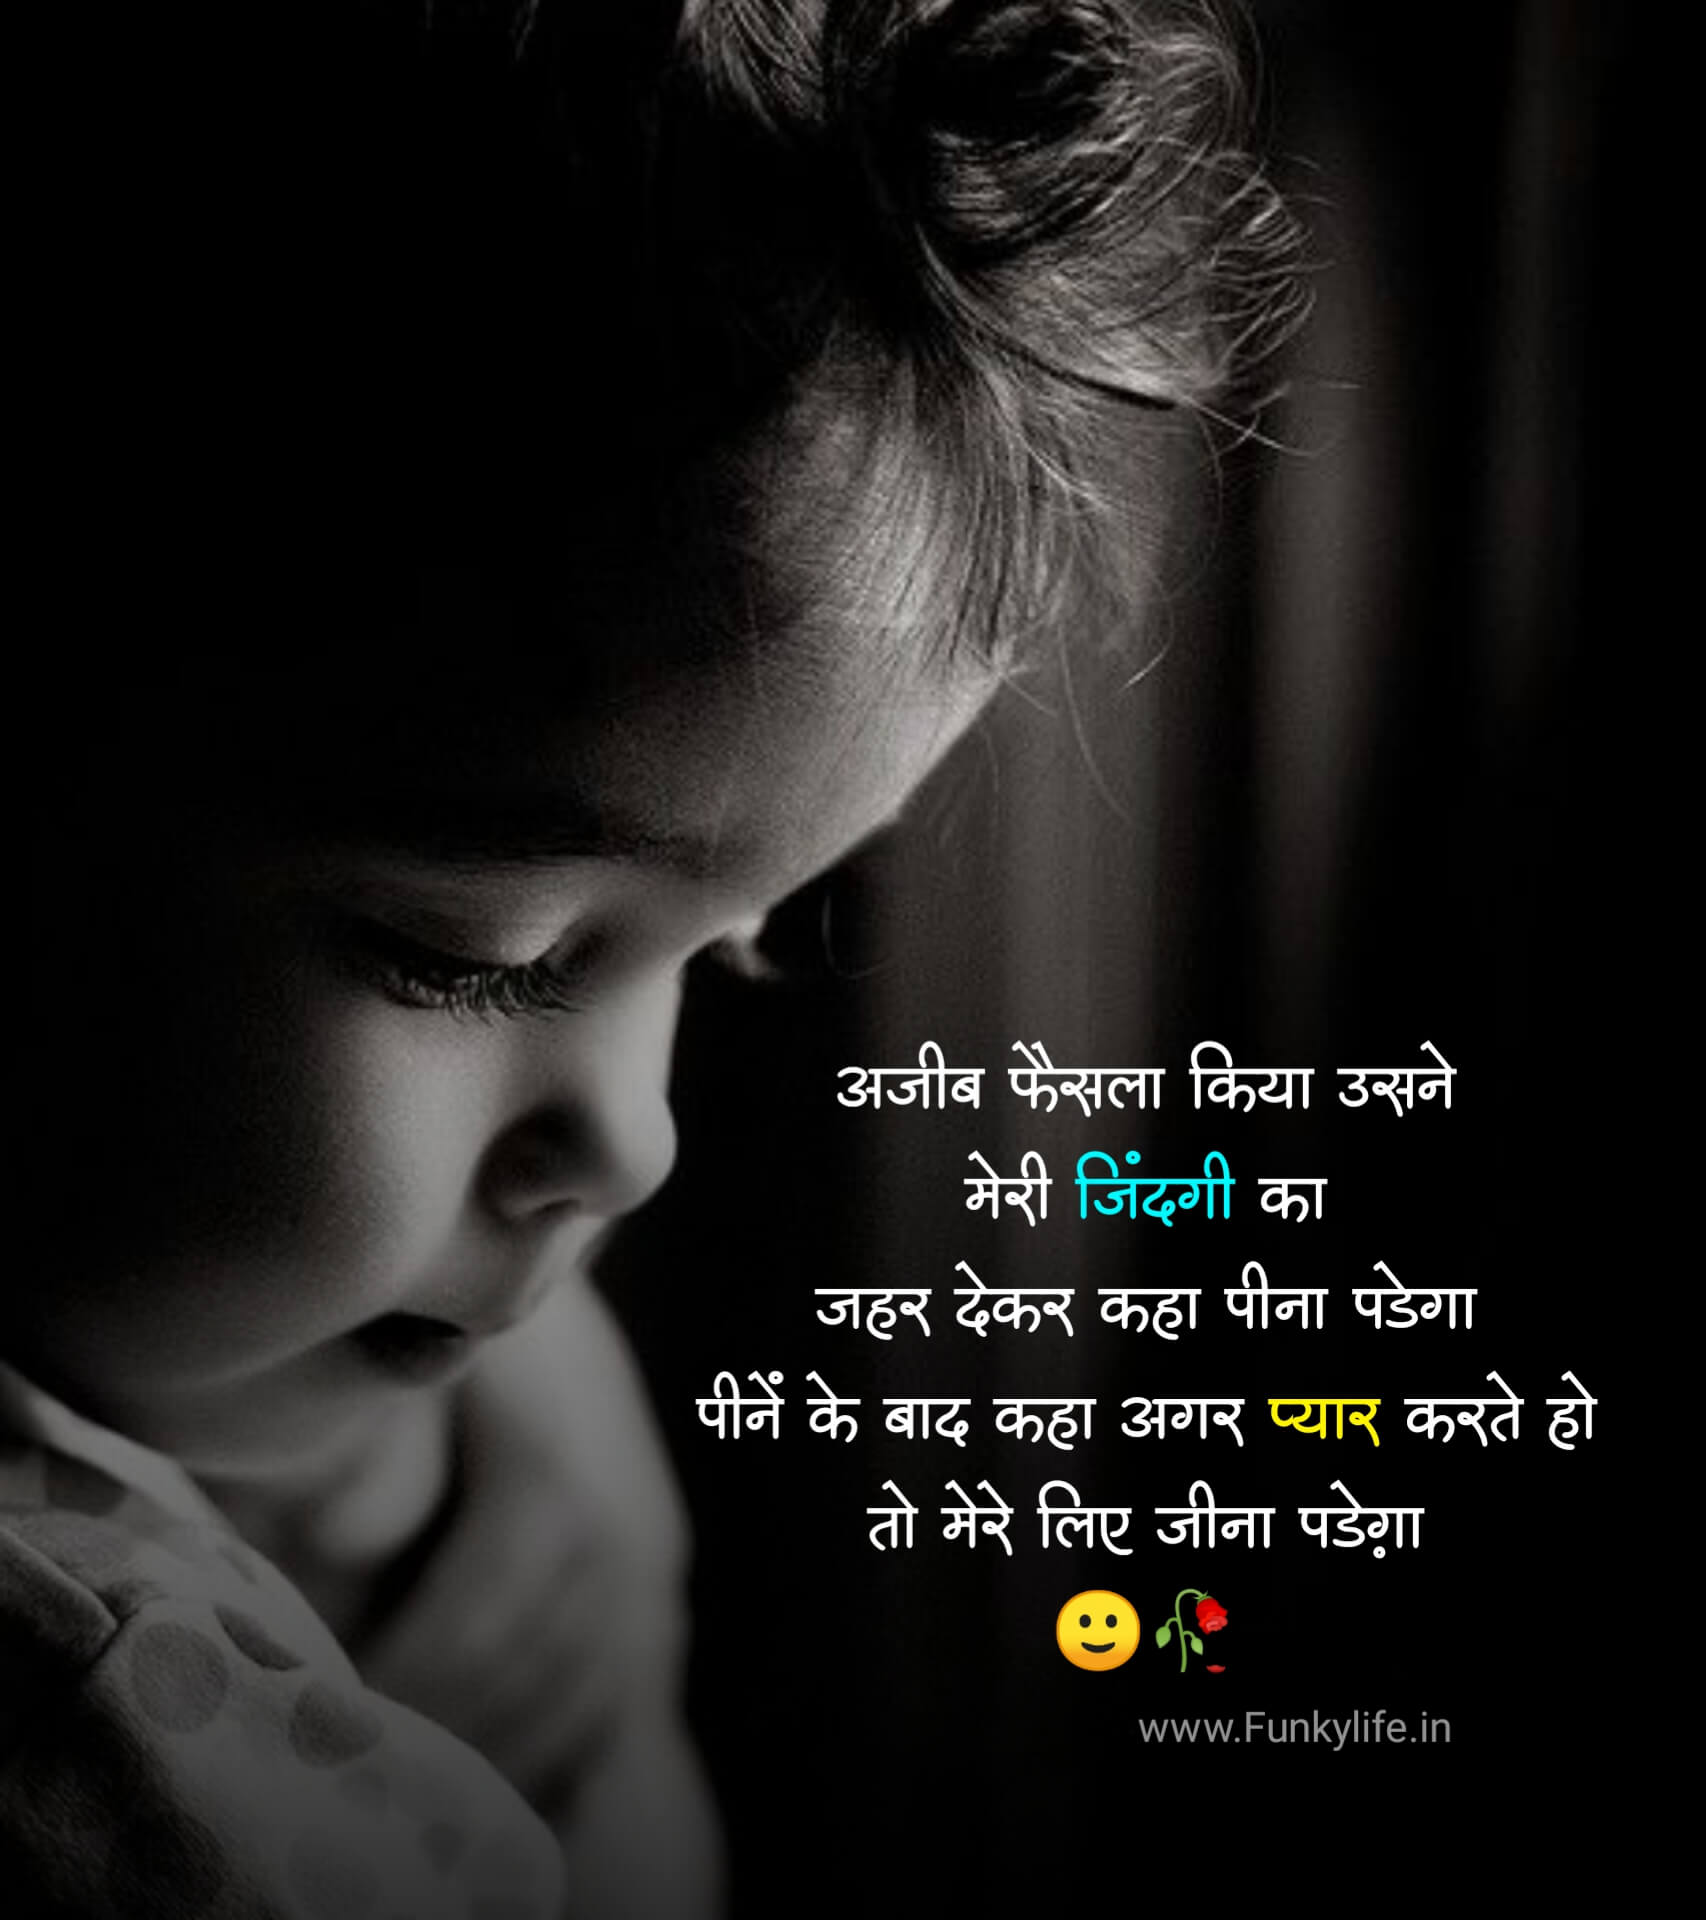 अजीब फैसला किया उसने
मेरी जिंदगी का
जहर देकर कहा पीना पडेगा
पीनें के बाद कहा अगर प्यार करते हो
तो मेरे लिए जीना पडेग़ा
🙂🥀
www.Funkylife.in